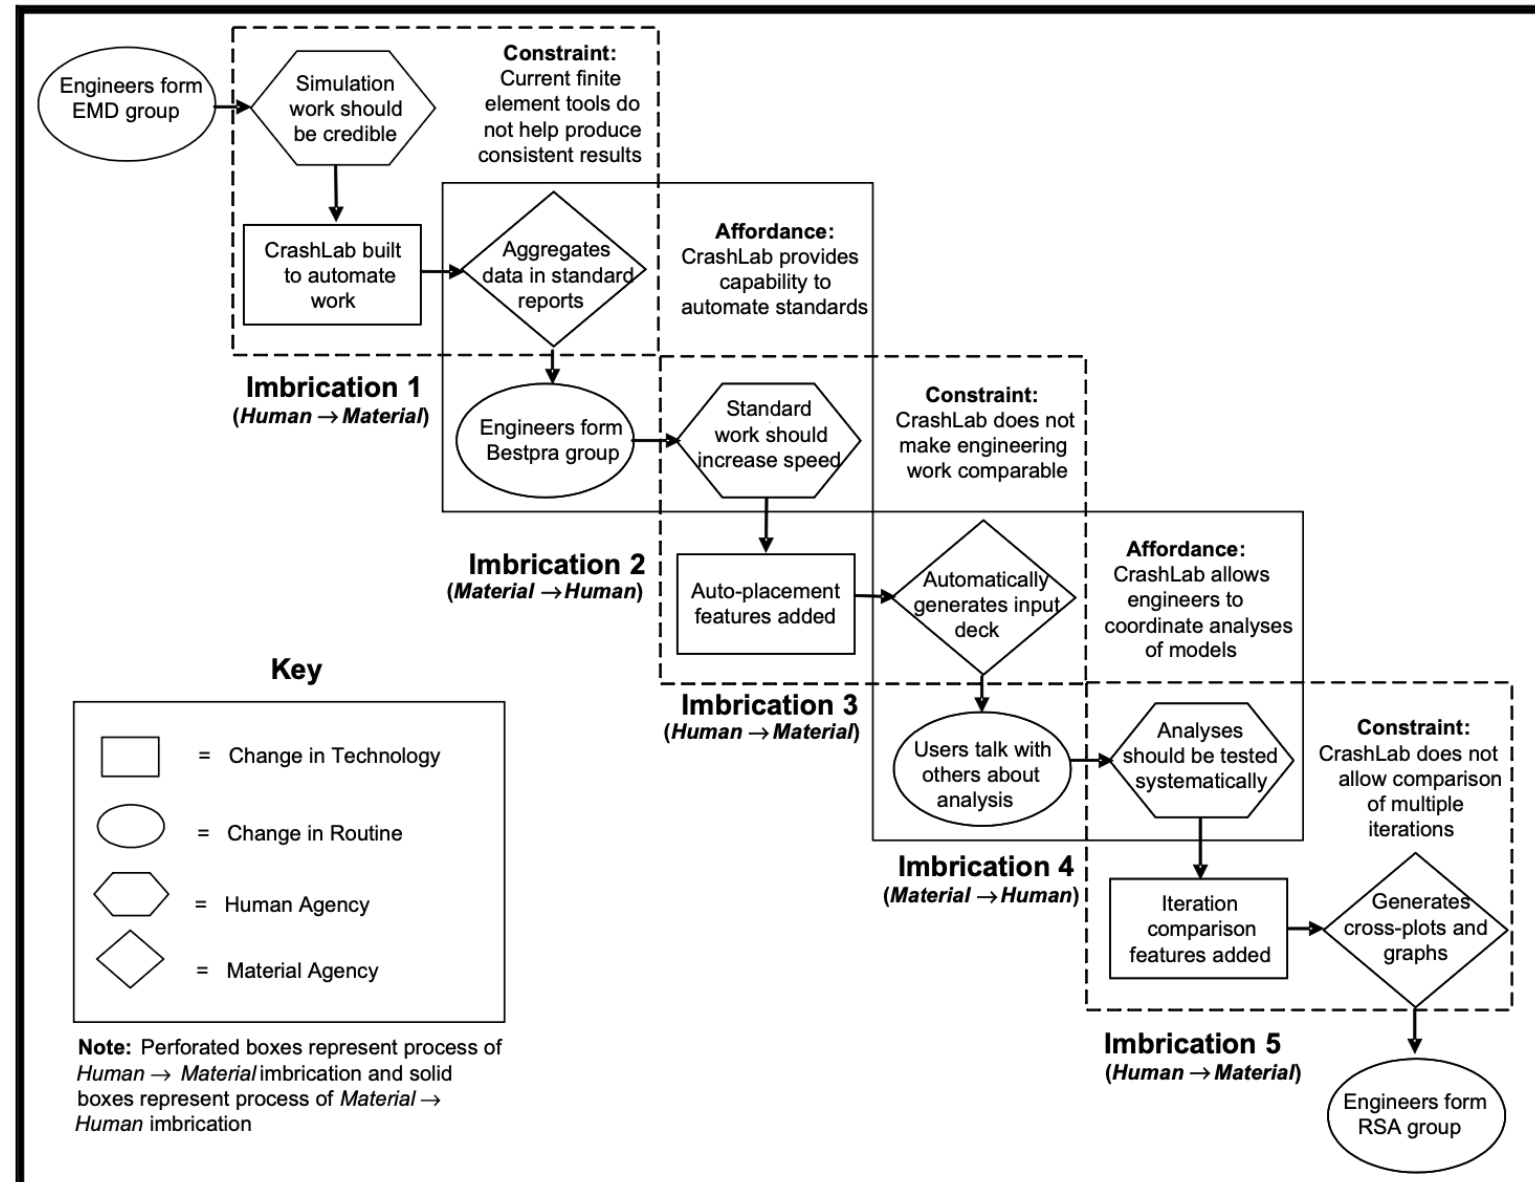 Engineers form
EMD group
Simulation
work should
be credible
Constraint:
Current finite
element tools do
not help produce
consistent results
CrashLab built
to automate
work
Aggregates
data in standard
reports
Affordance:
CrashLab provides
capability to
automate standards
Imbrication 1
(Human → Material)
Engineers form
Bestpra group
Standard
work should
increase speed
Constraint:
CrashLab does not
make engineering
work comparable
Imbrication 2
(Material → Human)
Auto-placement
features added
Automatically
generates input
deck
Affordance:
CrashLab allows
engineers to
coordinate analyses
of models
Imbrication 3
(Human → Material)
Users talk with
others about
analysis
Analyses
should be tested
systematically
Constraint:
CrashLab does not
allow comparison
of multiple
iterations
Imbrication 4
(Material → Human)
Iteration
comparison
features added
Generates
cross-plots and
graphs
Imbrication 5
(Human → Material)
Engineers form
RSA group
Key
= Change in Technology
= Change in Routine
= Human Agency
= Material Agency
Note: Perforated boxes represent process of
Human → Material imbrication and solid
boxes represent process of Material →
Human imbrication